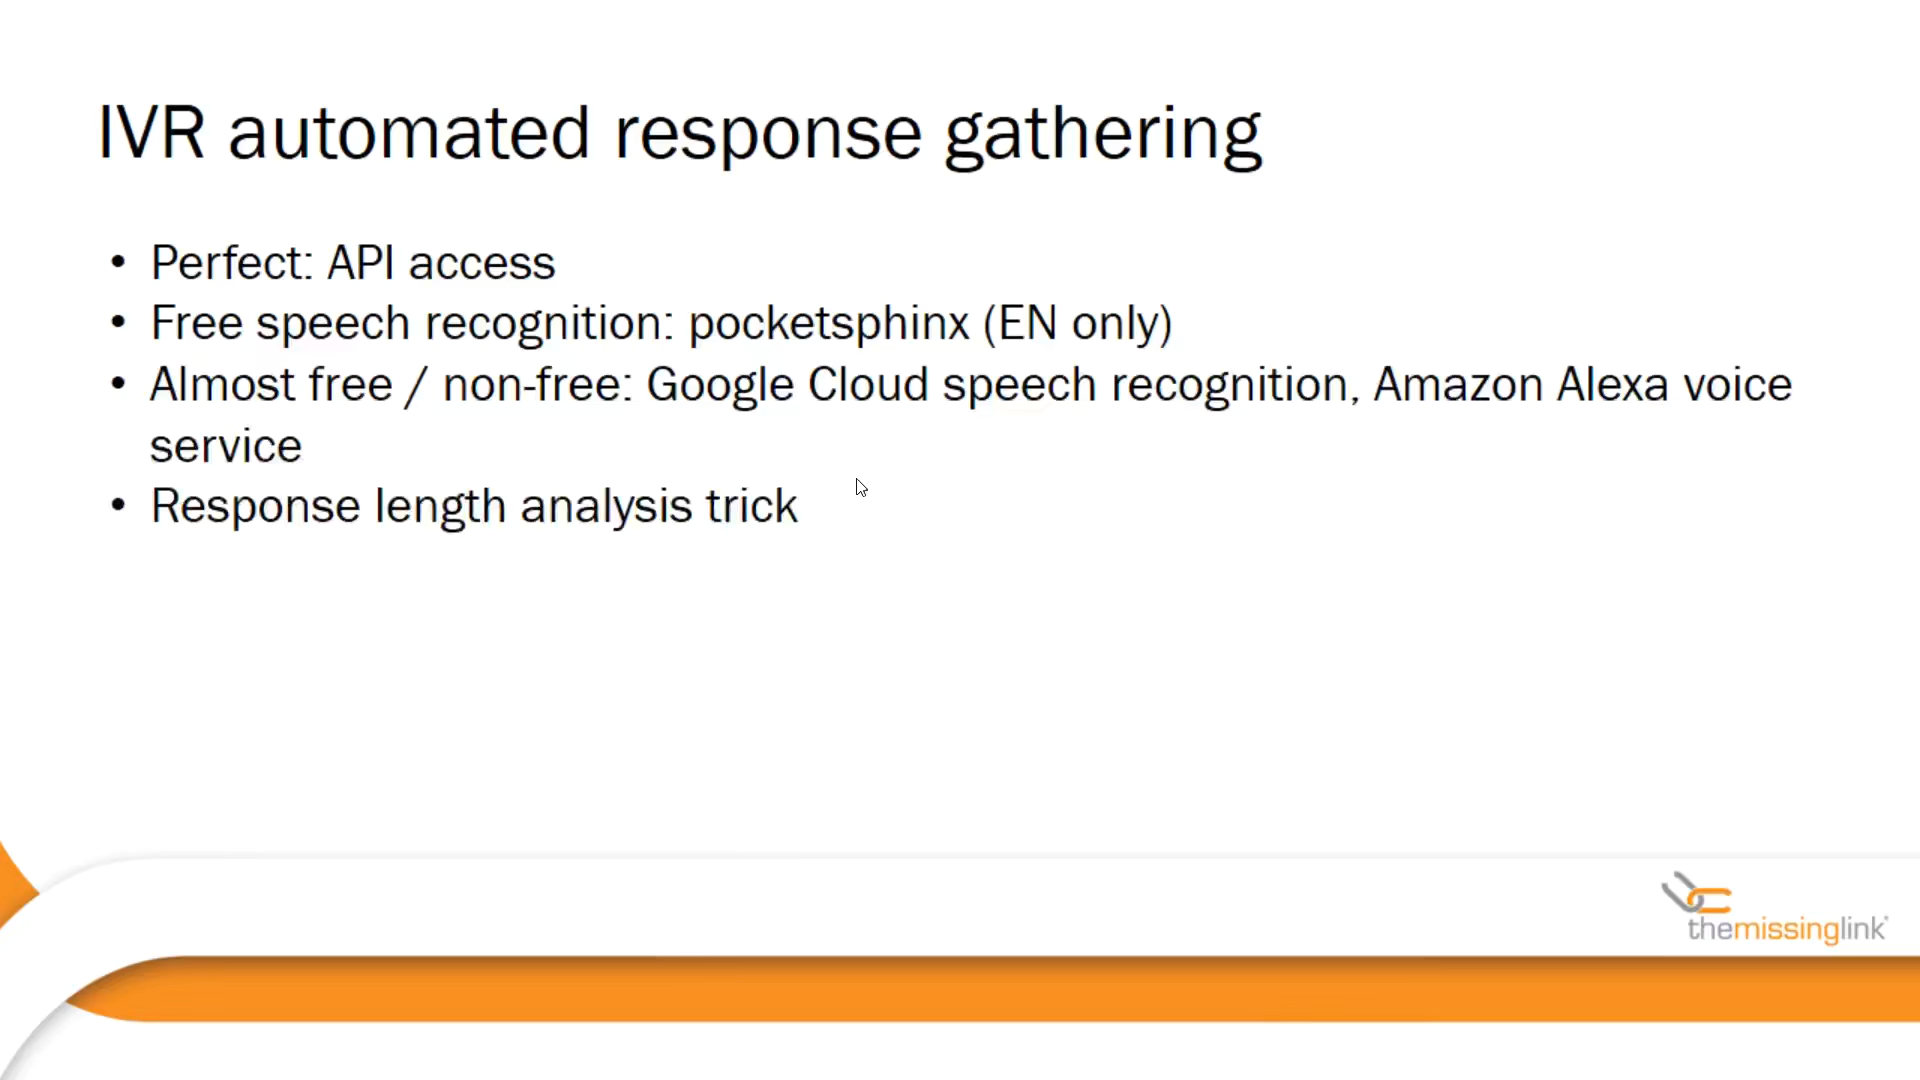 IVR automated response gathering
• Perfect: API access
• Free speech recognition: pocketsphinx (EN only)
• Almost free / non-free: Google Cloud speech recognition, Amazon Alexa voice
service
• Response length analysis trick
themissinglink